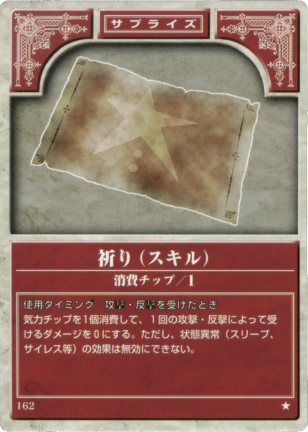 サプライズ
祈り(スキル)
消費チップ/1
使用タイミング 攻撃・反撃を受けたとき
気力チップを1個消費して、1回の攻撃・反撃によって受
けるダメージを0にする。ただし、状態異常(スリープ、
サイレス等)の効果は無効にできない。
162
★